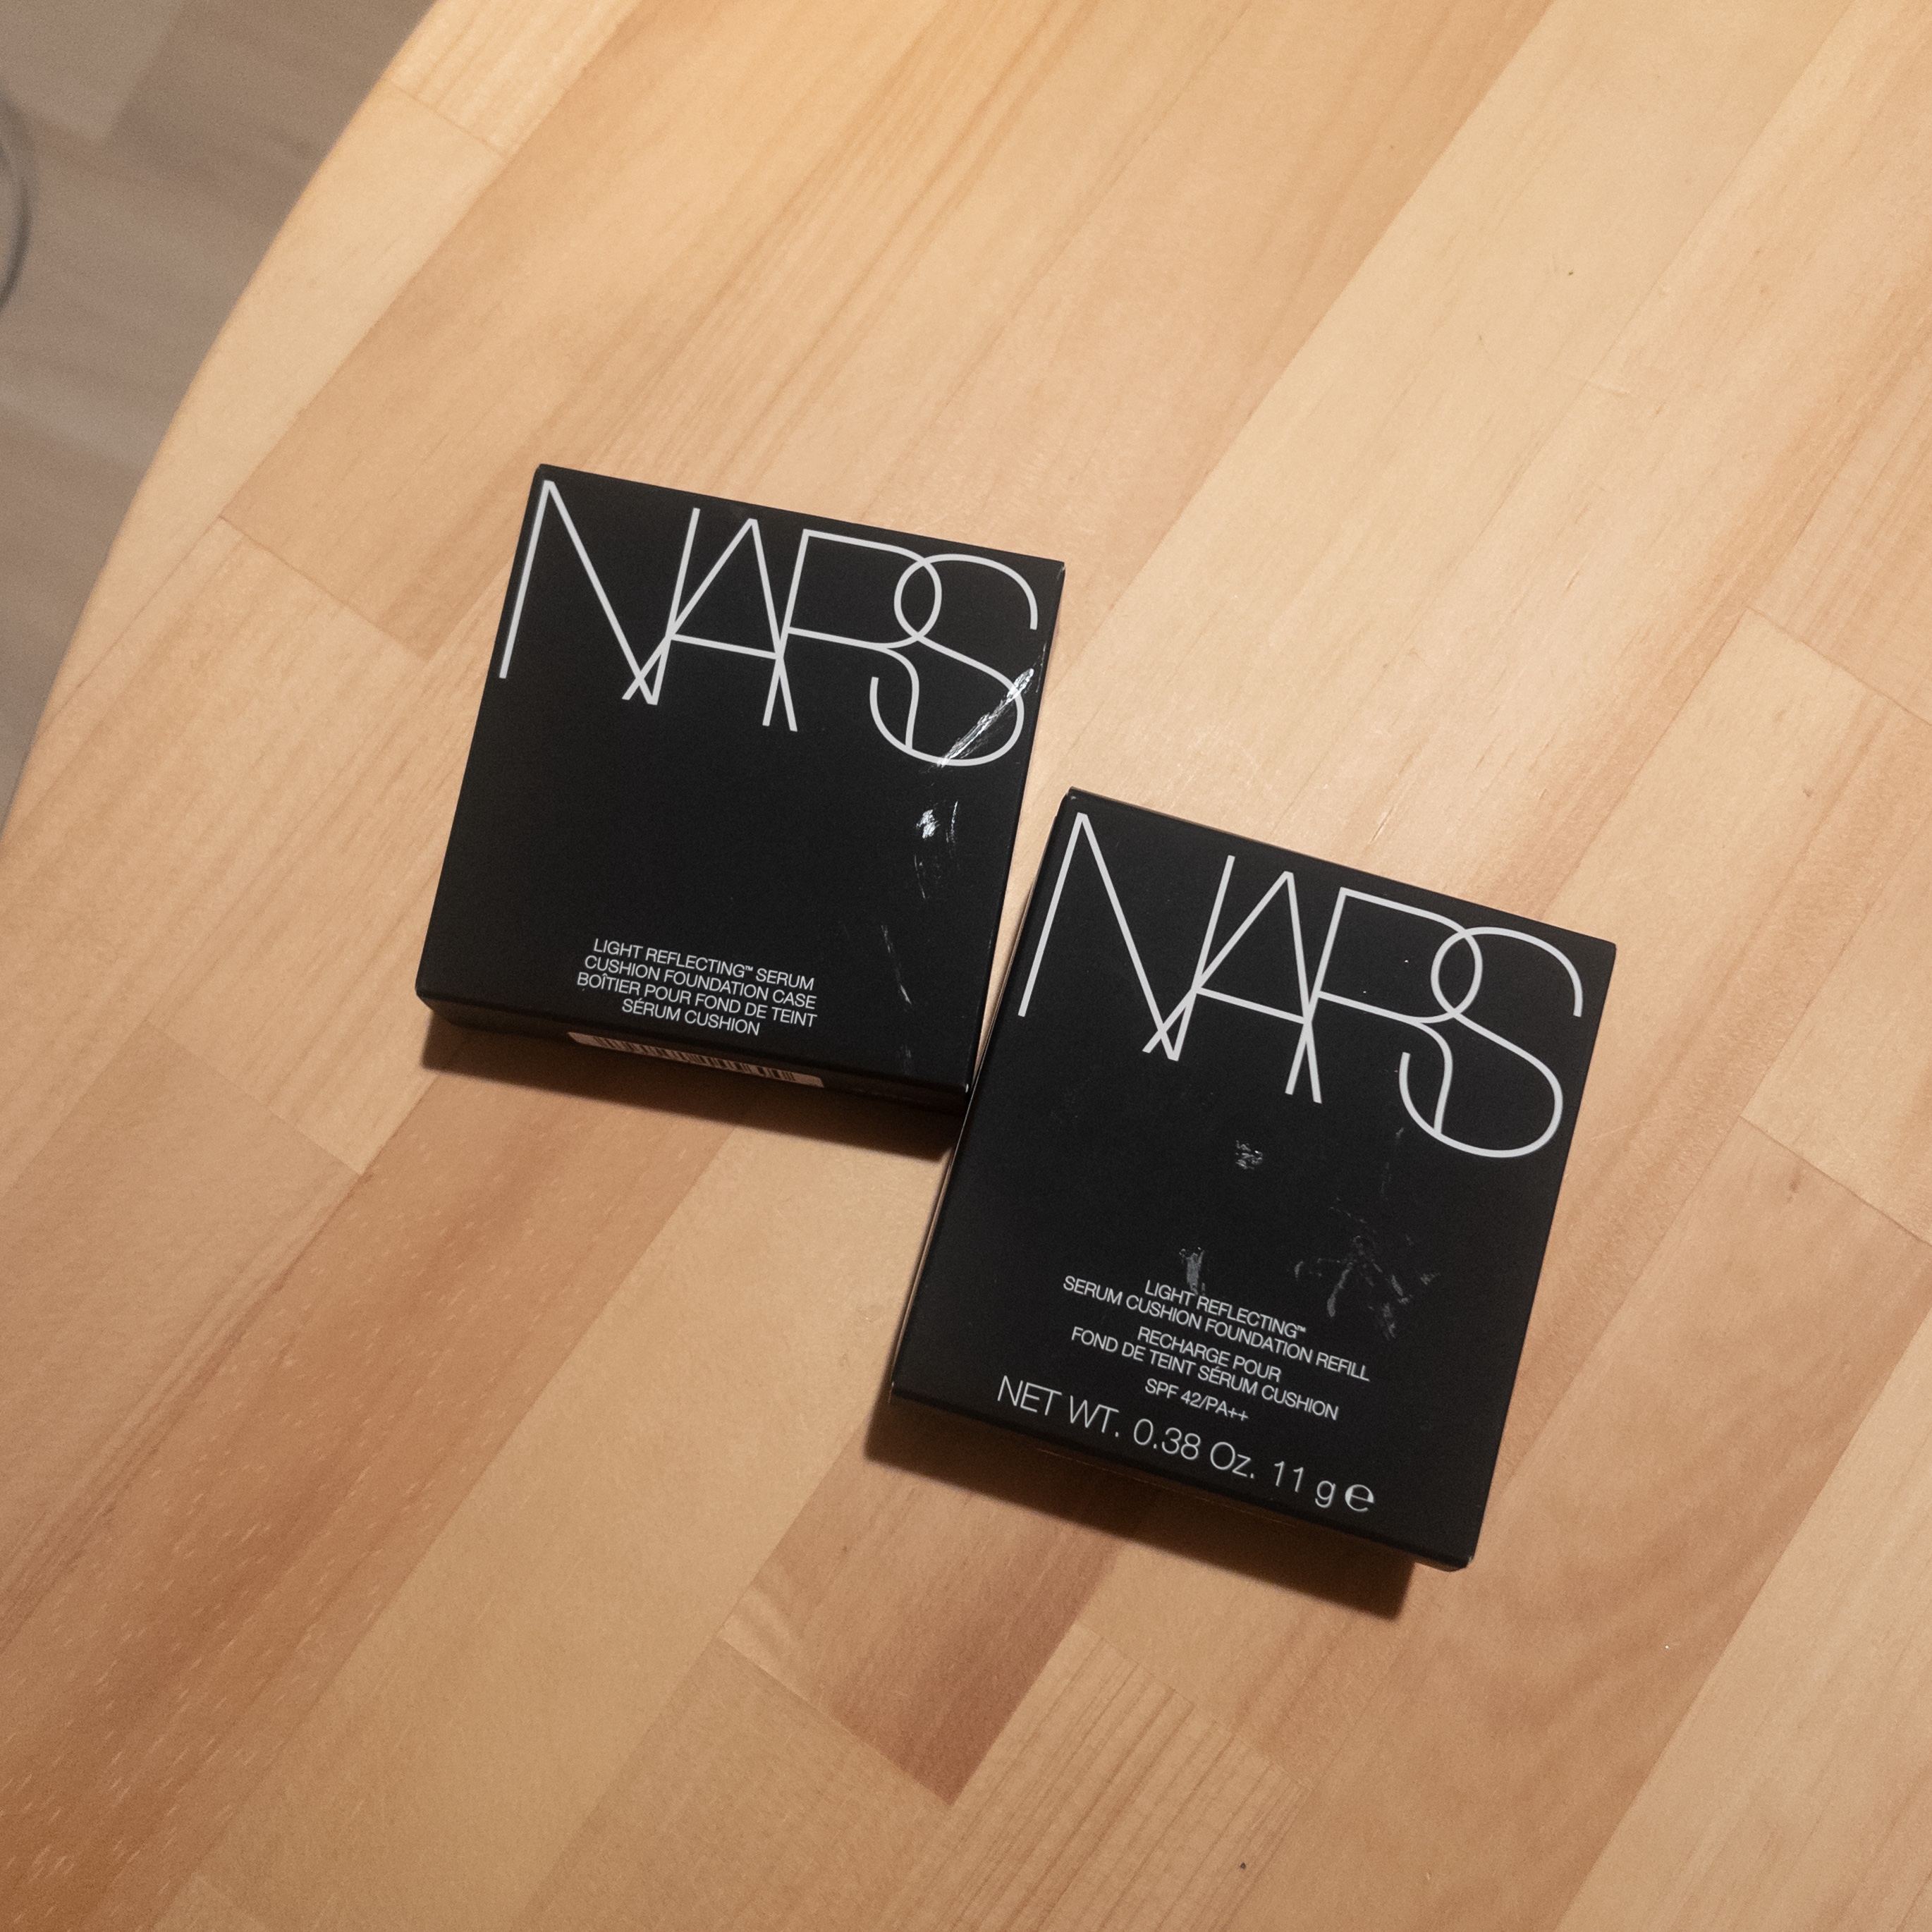 NARS
LIGHT REFLECTING™ SERUM
CUSHION FOUNDATION CASE
BOÎTIER POUR FOND DE TEINT
SÉRUM CUSHION
NARS
LIGHT REFLECTING™
SERUM CUSHION FOUNDATION REFILL
RECHARGE POUR
FOND DE TEINT SÉRUM CUSHION
SPF 42/PA++
NET WT. 0.38 Oz. 11 g ℮